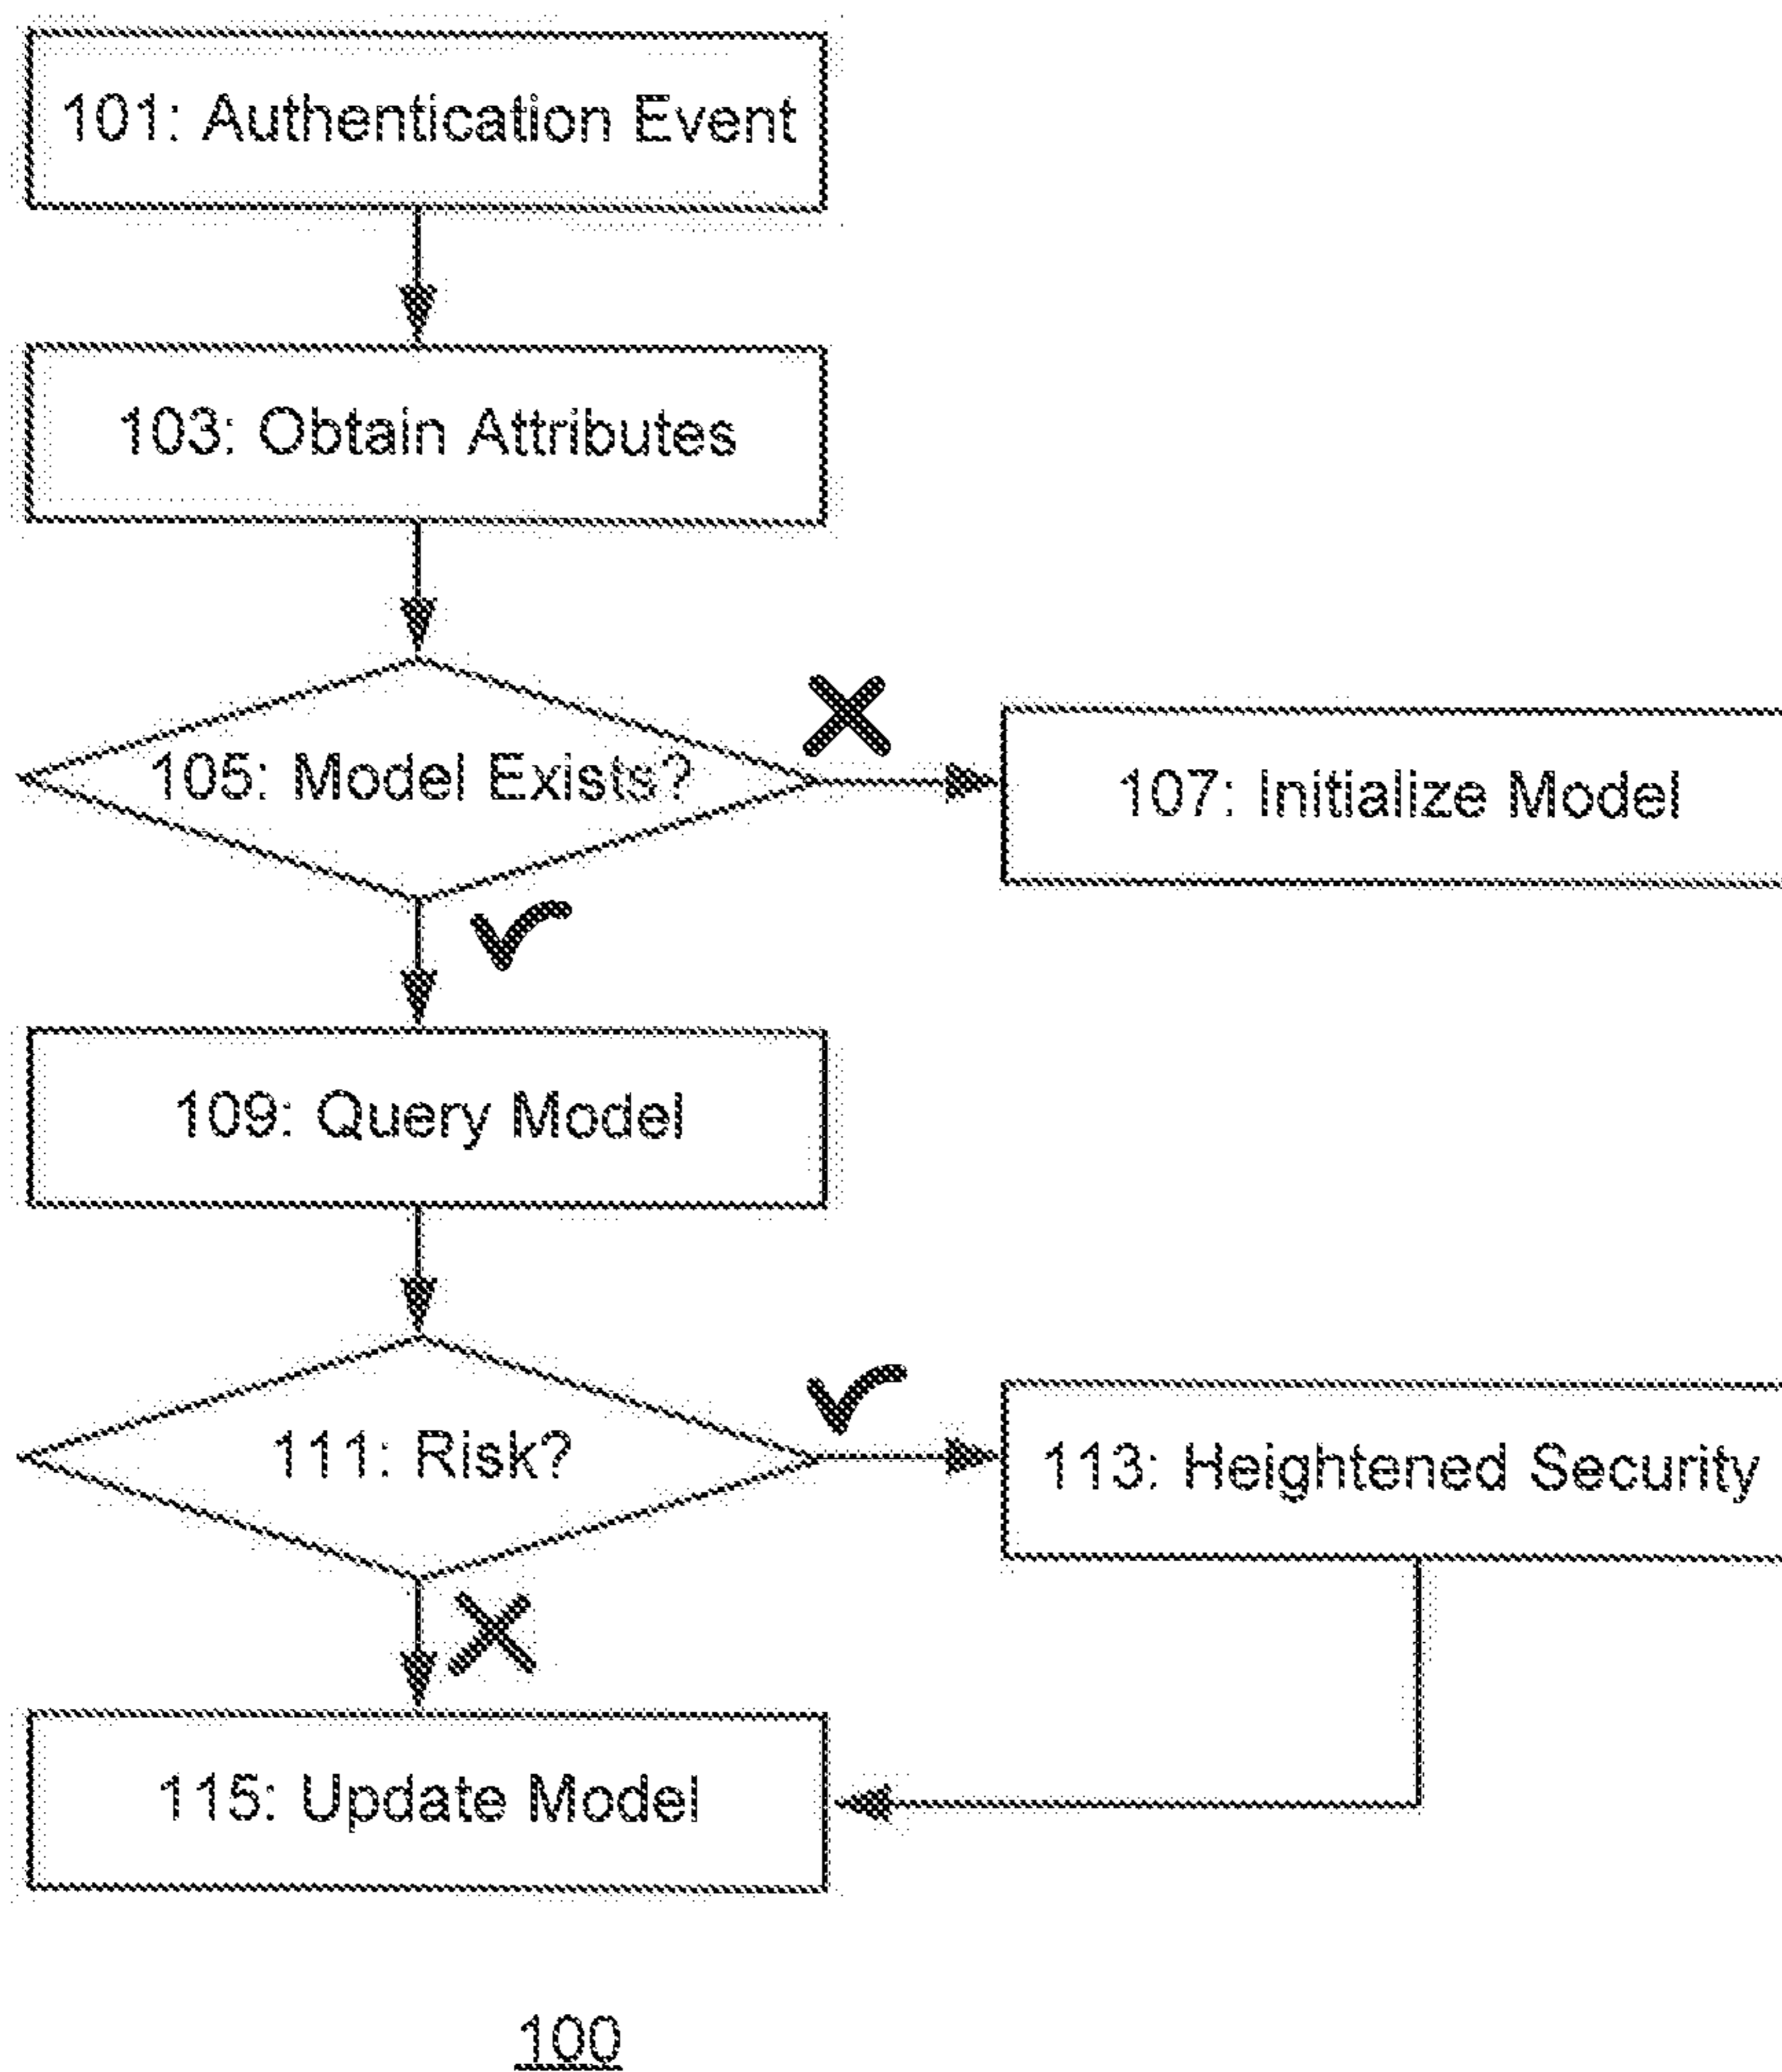 101: Authentication Event
103: Obtain Attributes
105: Model Exists?
107: Initialize Model
109: Query Model
111: Risk?
113: Heightened Security
115: Update Model
100